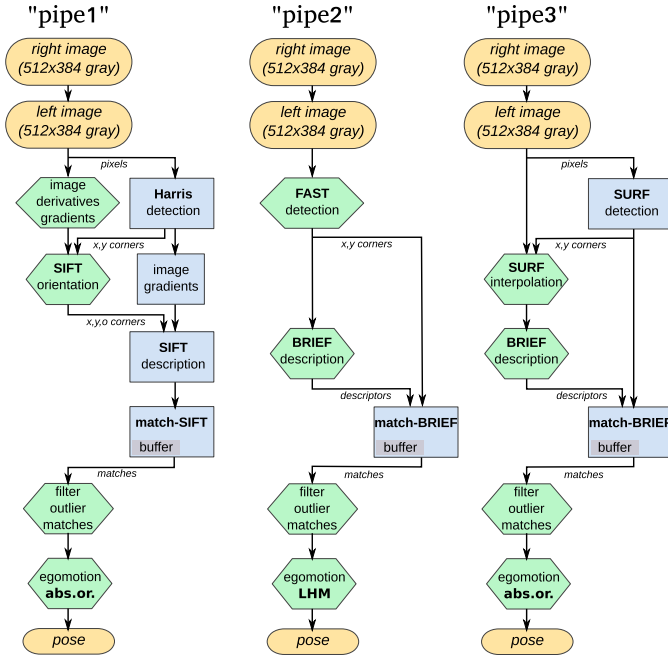 "pipe1"
right image
(512x384 gray)
left image
(512x384 gray)
pixels
image
derivatives
gradients
Harris
detection
x,y corners
SIFT
orientation
image
gradients
x,y,o corners
SIFT
description
match-SIFT
buffer
matches
filter
outlier
matches
egomotion
abs.or.
pose
"pipe2"
right image
(512x384 gray)
left image
(512x384 gray)
FAST
detection
x,y corners
BRIEF
description
descriptors
match-BRIEF
buffer
matches
filter
outlier
matches
egomotion
LHM
pose
"pipe3"
right image
(512x384 gray)
left image
(512x384 gray)
pixels
SURF
detection
x,y corners
SURF
interpolation
BRIEF
description
descriptors
match-BRIEF
buffer
matches
filter
outlier
matches
egomotion
abs.or.
pose